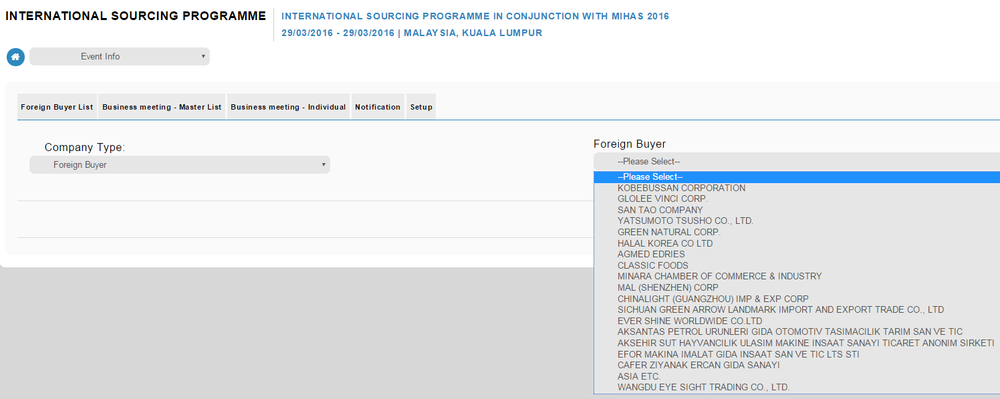 INTERNATIONAL SOURCING PROGRAMME
INTERNATIONAL SOURCING PROGRAMME IN CONJUNCTION WITH MIHAS 2016
29/03/2016 - 29/03/2016 | MALAYSIA, KUALA LUMPUR
Event Info
Foreign Buyer List
Business meeting - Master List
Business meeting - Individual
Notification
Setup
Company Type:
Foreign Buyer
Foreign Buyer
--Please Select--
--Please Select--
KOBEBUSSAN CORPORATION
GLOLEE VINCI CORP.
SAN TAO COMPANY
YATSUMOTO TSUSHO CO., LTD.
GREEN NATURAL CORP.
HALAL KOREA CO LTD
AGMED EDRIES
CLASSIC FOODS
MINARA CHAMBER OF COMMERCE & INDUSTRY
MAL (SHENZHEN) CORP
CHINALIGHT (GUANGZHOU) IMP & EXP CORP
SICHUAN GREEN ARROW LANDMARK IMPORT AND EXPORT TRADE CO., LTD
EVER SHINE WORLDWIDE CO.LTD
AKSANTAS PETROL URUNLERI GIDA OTOMOTIV TASIMACILIK TARIM SAN VE TIC
AKSEHIR SUT HAYVANCILIK ULASIM MAKINE INSAAT SANAYI TICARET ANONIM SIRKETI
EFOR MAKINA IMALAT GIDA INSAAT SAN VE TIC LTS STI
CAFER ZIYANAK ERCAN GIDA SANAYI
ASIA ETC.
WANGDU EYE SIGHT TRADING CO., LTD.